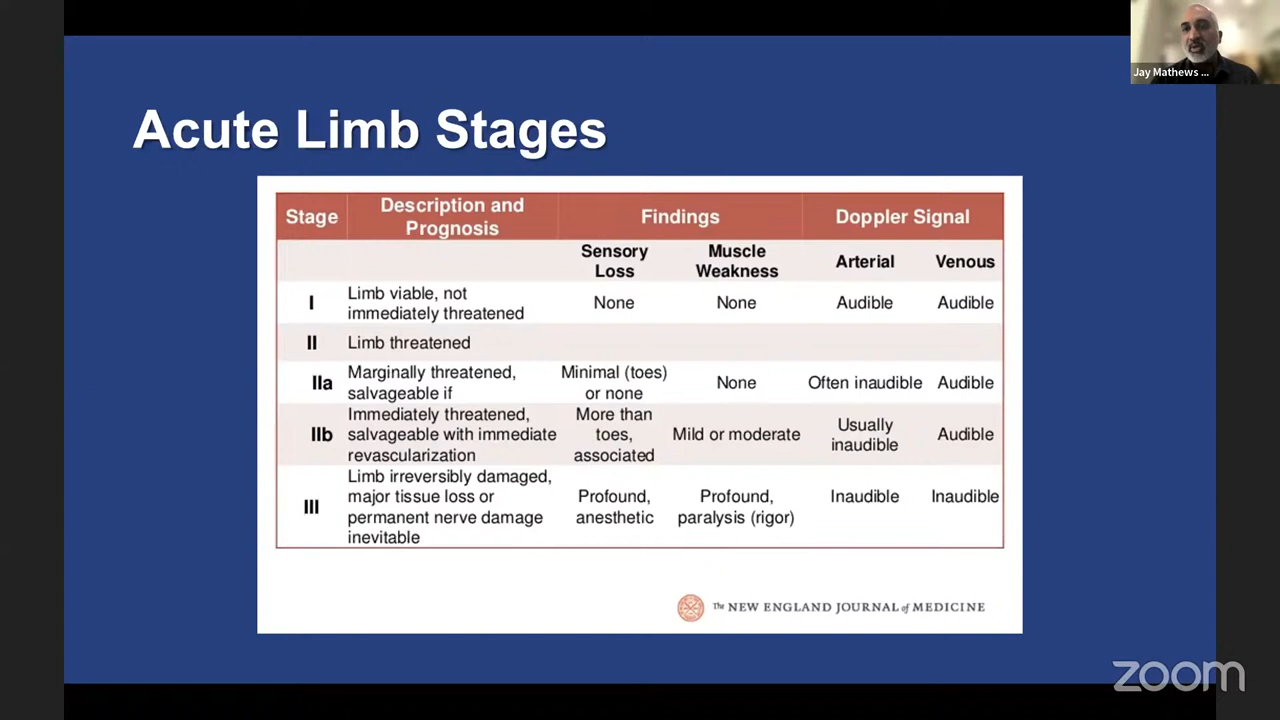 Jay Mathews ...
Acute Limb Stages
Stage
Description and
Prognosis
Findings
Doppler Signal
Sensory
Loss
Muscle
Weakness
Arterial
Venous
I
Limb viable, not
immediately threatened
None
None
Audible
Audible
II
Limb threatened
IIa
Marginally threatened,
salvageable if
Minimal (toes)
or none
None
Often inaudible
Audible
IIb
Immediately threatened,
salvageable with immediate
revascularization
More than
toes,
associated
Mild or moderate
Usually
inaudible
Audible
III
Limb irreversibly damaged,
major tissue loss or
permanent nerve damage
inevitable
Profound,
anesthetic
Profound,
paralysis (rigor)
Inaudible
Inaudible
The NEW ENGLAND JOURNAL of MEDICINE
zoom